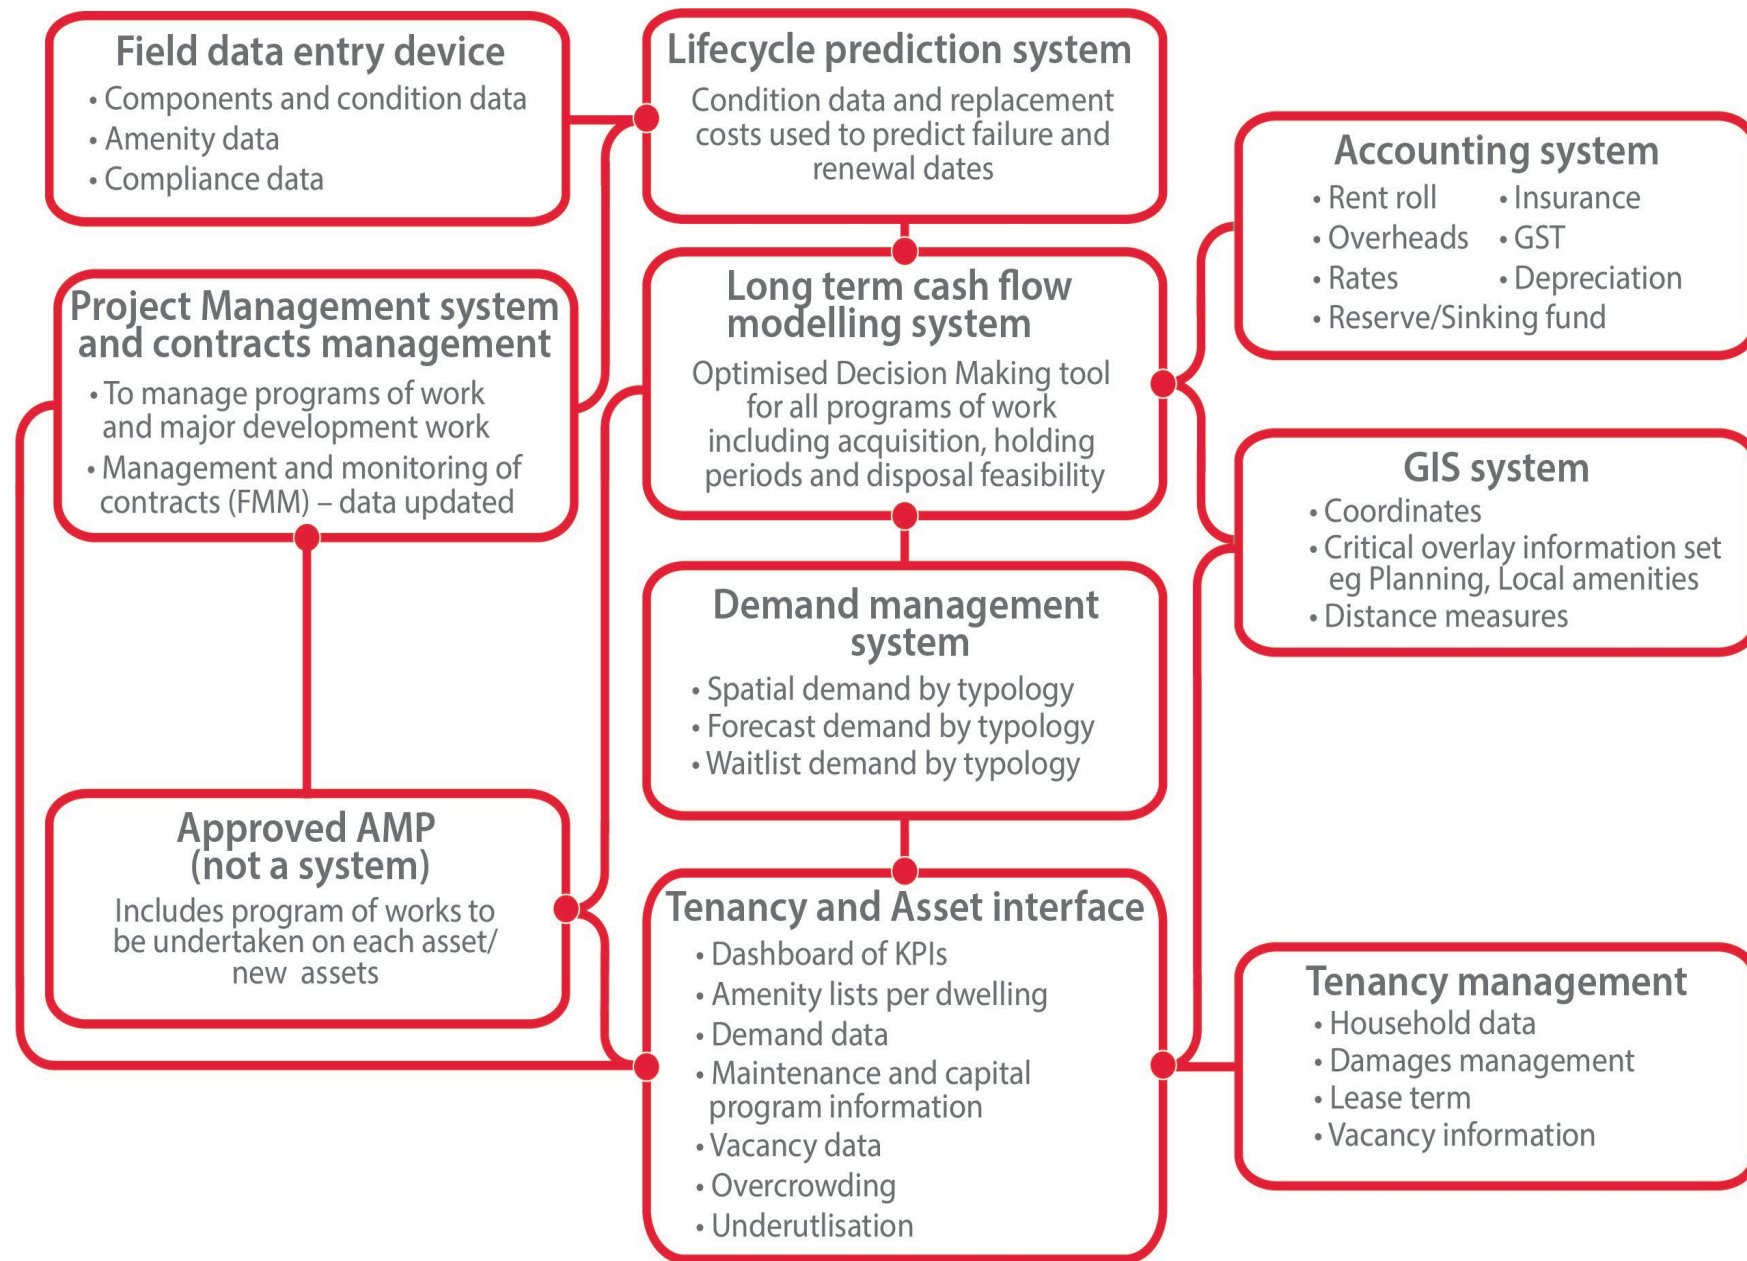 Field data entry device
• Components and condition data
• Amenity data
• Compliance data
Lifecycle prediction system
Condition data and replacement
costs used to predict failure and
renewal dates
Accounting system
• Rent roll
• Overheads
• Rates
• Reserve/Sinking fund
• Insurance
• GST
• Depreciation
Project Management system
and contracts management
• To manage programs of work
and major development work
• Management and monitoring of
contracts (FMM) – data updated
Long term cash flow
modelling system
Optimised Decision Making tool
for all programs of work
including acquisition, holding
periods and disposal feasibility
GIS system
• Coordinates
• Critical overlay information set
eg Planning, Local amenities
• Distance measures
Demand management
system
• Spatial demand by typology
• Forecast demand by typology
• Waitlist demand by typology
Approved AMP
(not a system)
Includes program of works to
be undertaken on each asset/
new assets
Tenancy and Asset interface
• Dashboard of KPIs
• Amenity lists per dwelling
• Demand data
• Maintenance and capital
program information
• Vacancy data
• Overcrowding
• Underutlisation
Tenancy management
• Household data
• Damages management
• Lease term
• Vacancy information